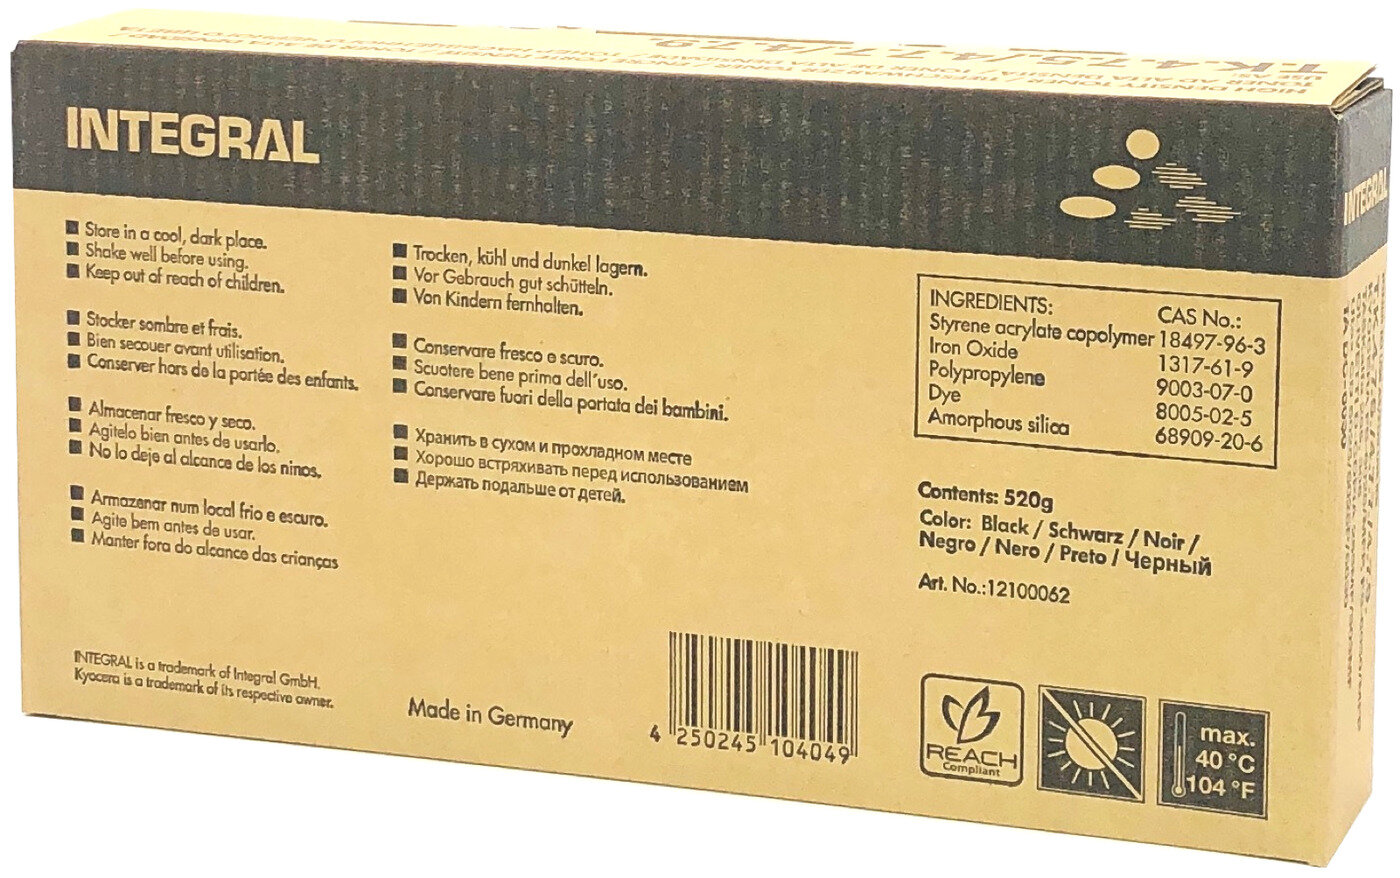 INTEGRAL
Store in a cool, dark place.
Shake well before using.
Keep out of reach of children.
Stocker sombre et frais.
Bien secouer avant utilisation.
Conserver hors de la portée des enfants.
Almacenar fresco y seco.
Agitelo bien antes de usarlo.
No lo deje al alcance de los ninos.
Armazenar num local frio e escuro.
Agite bem antes de usar.
Manter fora do alcance das crianças
Trocken, kühl und dunkel lagern.
Vor Gebrauch gut schütteln.
Von Kindern fernhalten.
Conservare fresco e scuro.
Scuotere bene prima dell'uso.
Conservare fuori della portata dei bambini.
Хранить в сухом и прохладном месте
Хорошо встряхивать перед использованием
Держать подальше от детей.
INGREDIENTS: CAS No.:
Styrene acrylate copolymer 18497-96-3
Iron Oxide 1317-61-9
Polypropylene 9003-07-0
Dye 8005-02-5
Amorphous silica 68909-20-6
Contents: 520g
Color: Black / Schwarz / Noir /
Negro / Nero / Preto / Черный
Art. No.:12100062
INTEGRAL is a trademark of Integral GmbH.
Kyocera is a trademark of its respective owner.
Made in Germany
4 250245 104049
REACH
Compliant
max.
40 °C
104 °F
INTEGRAL